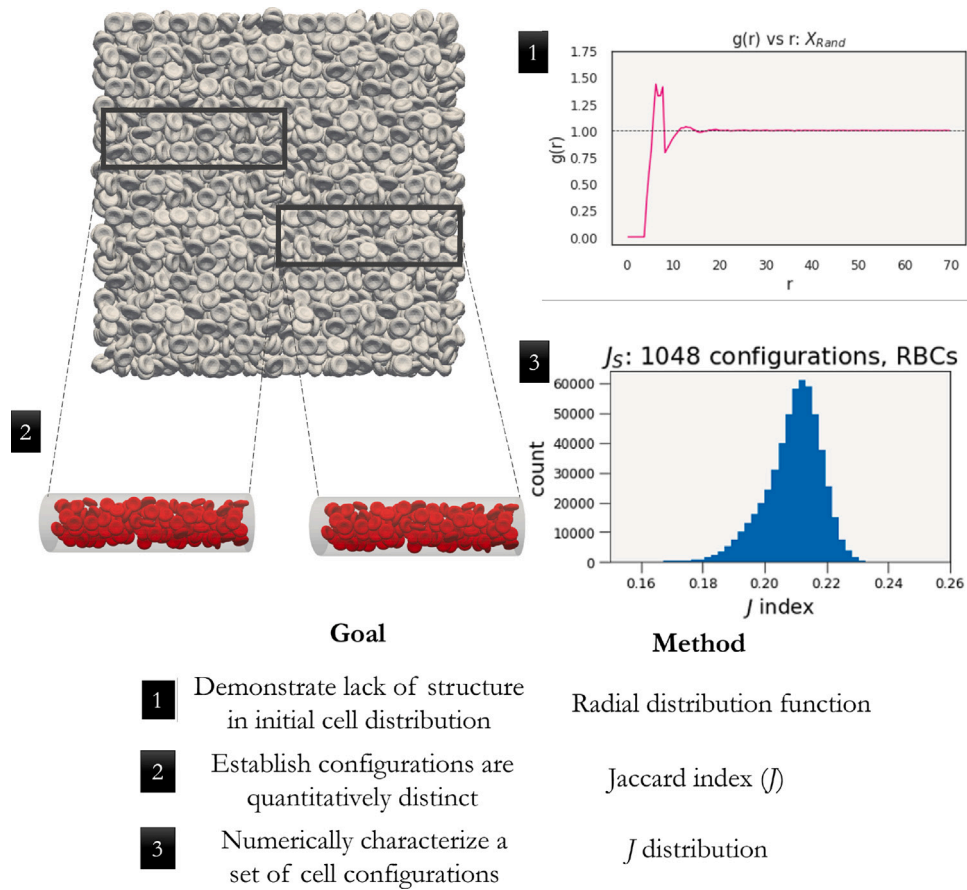 1
g(r) vs r: X_Rand
1.75
1.50
1.25
1.00
0.75
0.50
0.25
0.00
g(r)
0 10 20 30 40 50 60 70
r
2
3
J_S: 1048 configurations, RBCs
60000
50000
40000
30000
20000
10000
0
count
0.16 0.18 0.20 0.22 0.24 0.26
J index
Goal Method
1 Demonstrate lack of structure
in initial cell distribution
Radial distribution function
2 Establish configurations are
quantitatively distinct
Jaccard index (J)
3 Numerically characterize a
set of cell configurations
J distribution